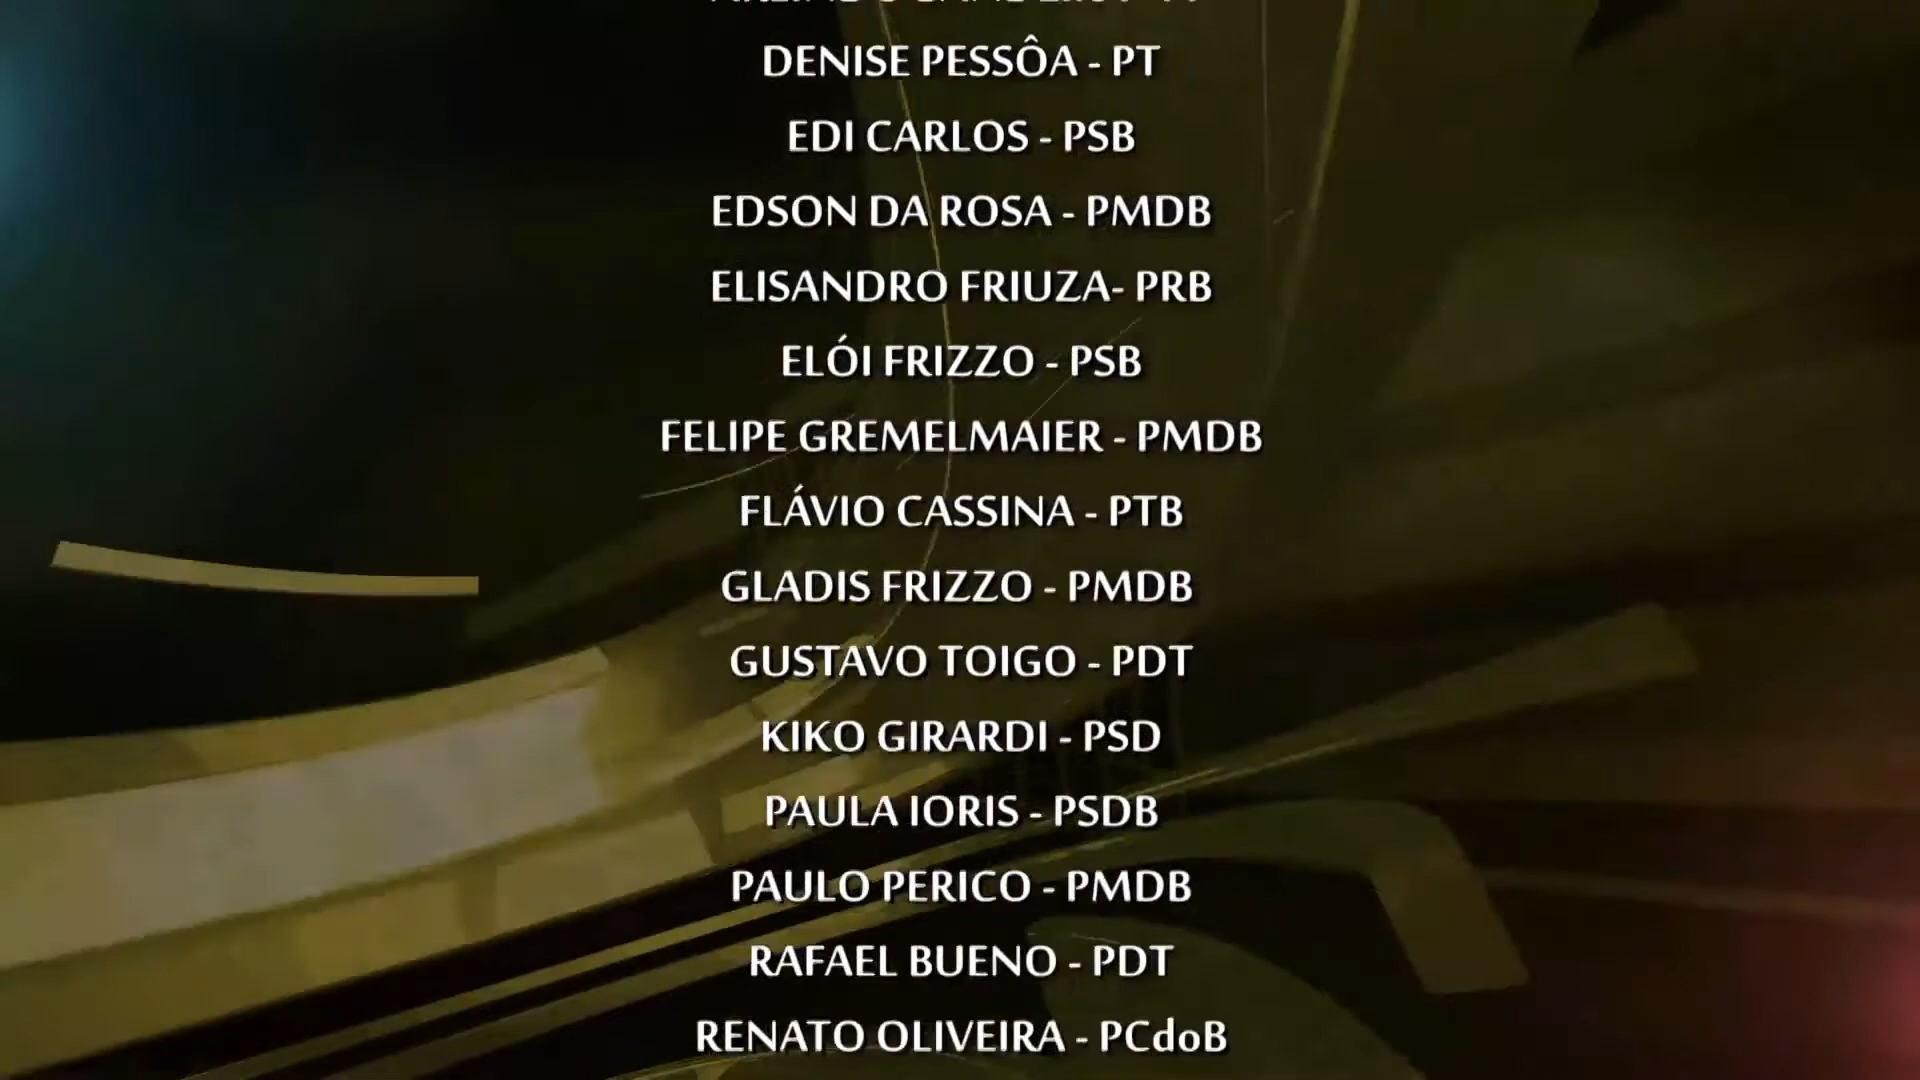 DENISE PESSÔA - PT
EDI CARLOS - PSB
EDSON DA ROSA - PMDB
ELISANDRO FRIUZA- PRB
ELÓI FRIZZO - PSB
FELIPE GREMELMAIER - PMDB
FLÁVIO CASSINA - PTB
GLADIS FRIZZO - PMDB
GUSTAVO TOIGO - PDT
KIKO GIRARDI - PSD
PAULA IORIS - PSDB
PAULO PERICO - PMDB
RAFAEL BUENO - PDT
RENATO OLIVEIRA - PCdoB